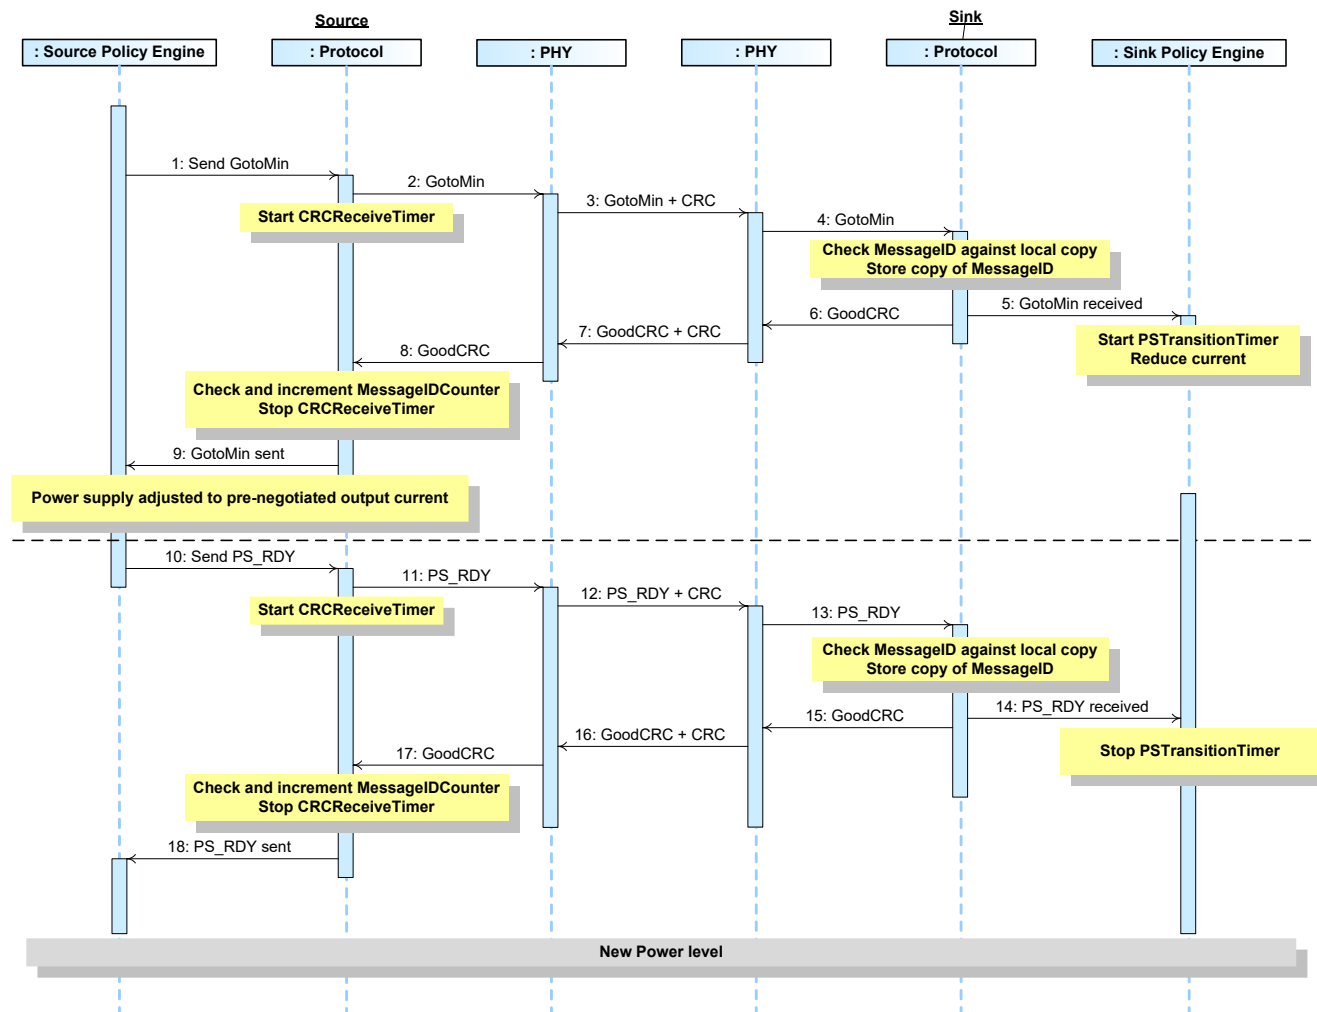 Source
Sink
: Source Policy Engine
: Protocol
: PHY
: PHY
: Protocol
: Sink Policy Engine
1: Send GotoMin
2: GotoMin
Start CRCReceiveTimer
3: GotoMin + CRC
4: GotoMin
Check MessageID against local copy
Store copy of MessageID
5: GotoMin received
6: GoodCRC
7: GoodCRC + CRC
Start PSTransitionTimer
Reduce current
8: GoodCRC
Check and increment MessageIDCounter
Stop CRCReceiveTimer
9: GotoMin sent
Power supply adjusted to pre-negotiated output current
10: Send PS_RDY
11: PS_RDY
Start CRCReceiveTimer
12: PS_RDY + CRC
13: PS_RDY
Check MessageID against local copy
Store copy of MessageID
14: PS_RDY received
15: GoodCRC
16: GoodCRC + CRC
Stop PSTransitionTimer
17: GoodCRC
Check and increment MessageIDCounter
Stop CRCReceiveTimer
18: PS_RDY sent
New Power level